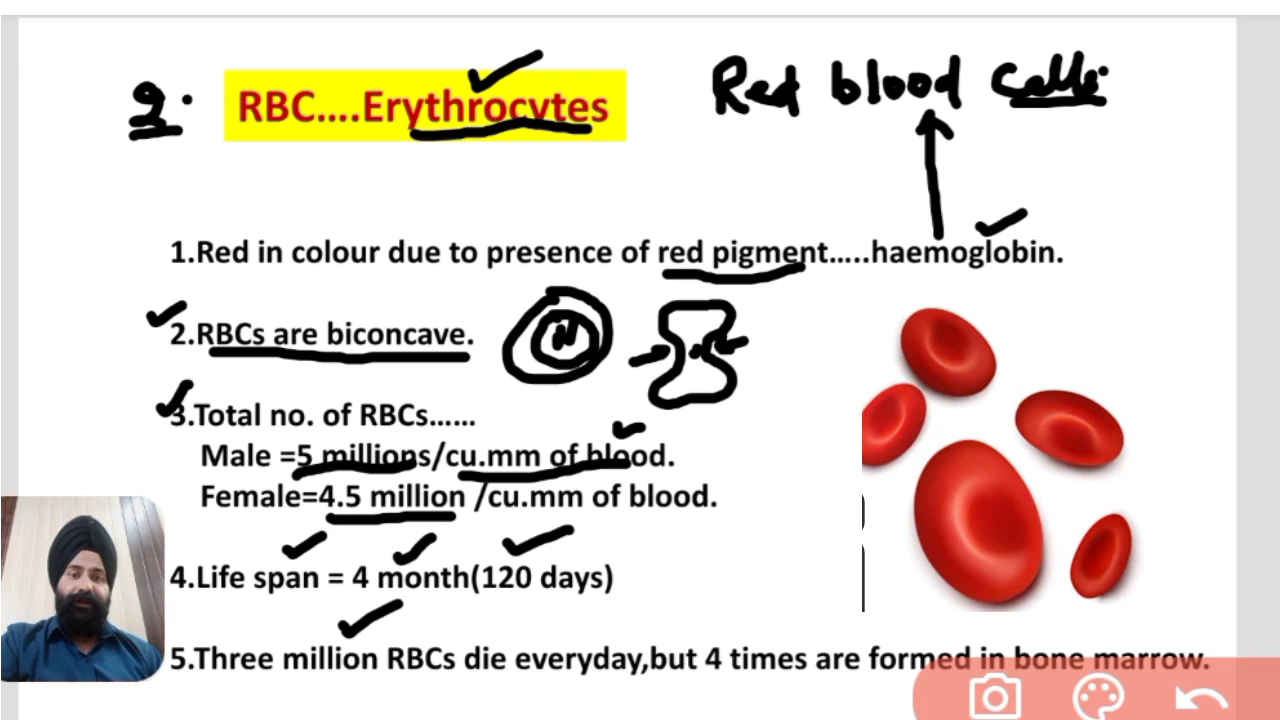 2.
RBC....Erythrocytes
Red blood cells.
1.Red in colour due to presence of red pigment.....haemoglobin.
2.RBCs are biconcave.
N
3.Total no. of RBCs......
Male =5 millions/cu.mm of blood.
Female=4.5 million /cu.mm of blood.
4.Life span = 4 month(120 days)
5.Three million RBCs die everyday,but 4 times are formed in bone marrow.